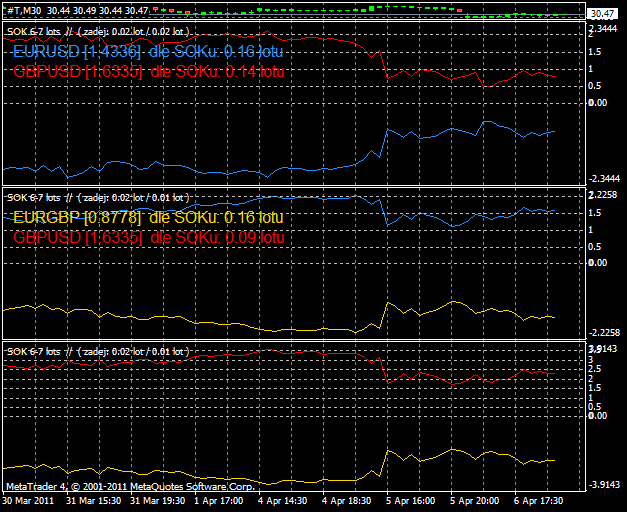 #T,M30 30.44 30.49 30.44 30.47
30.47
2.3444
SOK 6-7 lots // ( zadej: 0.02 lot / 0.02 lot )
2
EURUSD [1.4336] dle SOKu: 0.16 lotu
1.5
GBPUSD [1.6335] dle SOKu: 0.14 lotu
1
0.5
0.00
-2.3444
SOK 6-7 lots // ( zadej: 0.02 lot / 0.01 lot )
2.2258
EURGBP [0.8778] dle SOKu: 0.16 lotu
1.5
GBPUSD [1.6335] dle SOKu: 0.09 lotu
1
0.5
0.00
-2.2258
SOK 6-7 lots // ( zadej: 0.02 lot / 0.01 lot )
3.9143
3
2.5
2
1.5
1
0.5
0.00
-3.9143
MetaTrader 4, © 2001-2011 MetaQuotes Software Corp.
30 Mar 2011 31 Mar 15:30 31 Mar 19:30 1 Apr 17:00 4 Apr 14:30 4 Apr 18:30 5 Apr 16:00 5 Apr 20:00 6 Apr 17:30